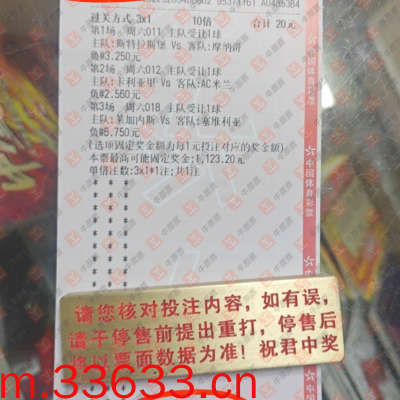 过关方式 3x1 10倍 合计 20元
第1场 周六011 主队受让1球
主队:斯特拉斯堡 Vs 客队:摩纳哥
负@3.250元
第2场 周六012 主队受让1球
主队:卡利亚里 Vs 客队:AC米兰
负@2.560元
第3场 周六018 主队受让1球
主队:莱加内斯 Vs 客队:塞维利亚
负@6.750元
(选项固定奖金额为每1元投注对应的奖金额)
本票最高可能固定奖金:1,123.20元
单倍注数:3x1*1注;共1注
中国体育彩票
请您核对投注内容，如有误，
请于停售前提出重打，停售后
将以票面数据为准！祝君中奖
m.33633.cn